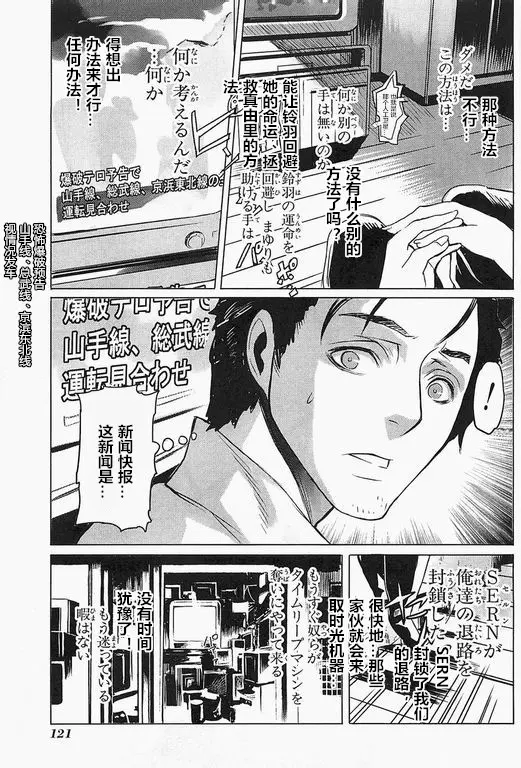 ダメだ
この方法は…
那种方法
不行…
何か別の
手は無いのか
没有什么别的
方法了吗？
鈴羽の運命を
回避し まゆりも
助ける手は
能让铃羽回避
她的命运、拯
救真由里的方
法。
何か考えるんだ
…何か
得想出
办法来才行…
任何办法！
爆破テロ予告で
山手線、総武線、京浜東北線の全
運転見合わせ
恐怖爆破预告
山手线、总武线、京滨东北线
视情况发车
！
爆破テロ予告で
山手線、総武線
運転見合わせ
新闻快报…
这新闻是…
SERNが
俺達の退路を
封鎖した
SERN
封锁了我们
的退路！
很快地…那些
家伙就会来
取时光机器…
もうすぐ奴らが
タイムリープマシンを
奪いにやって来る
没有时间
犹豫了！
もう迷っている
暇はない
121